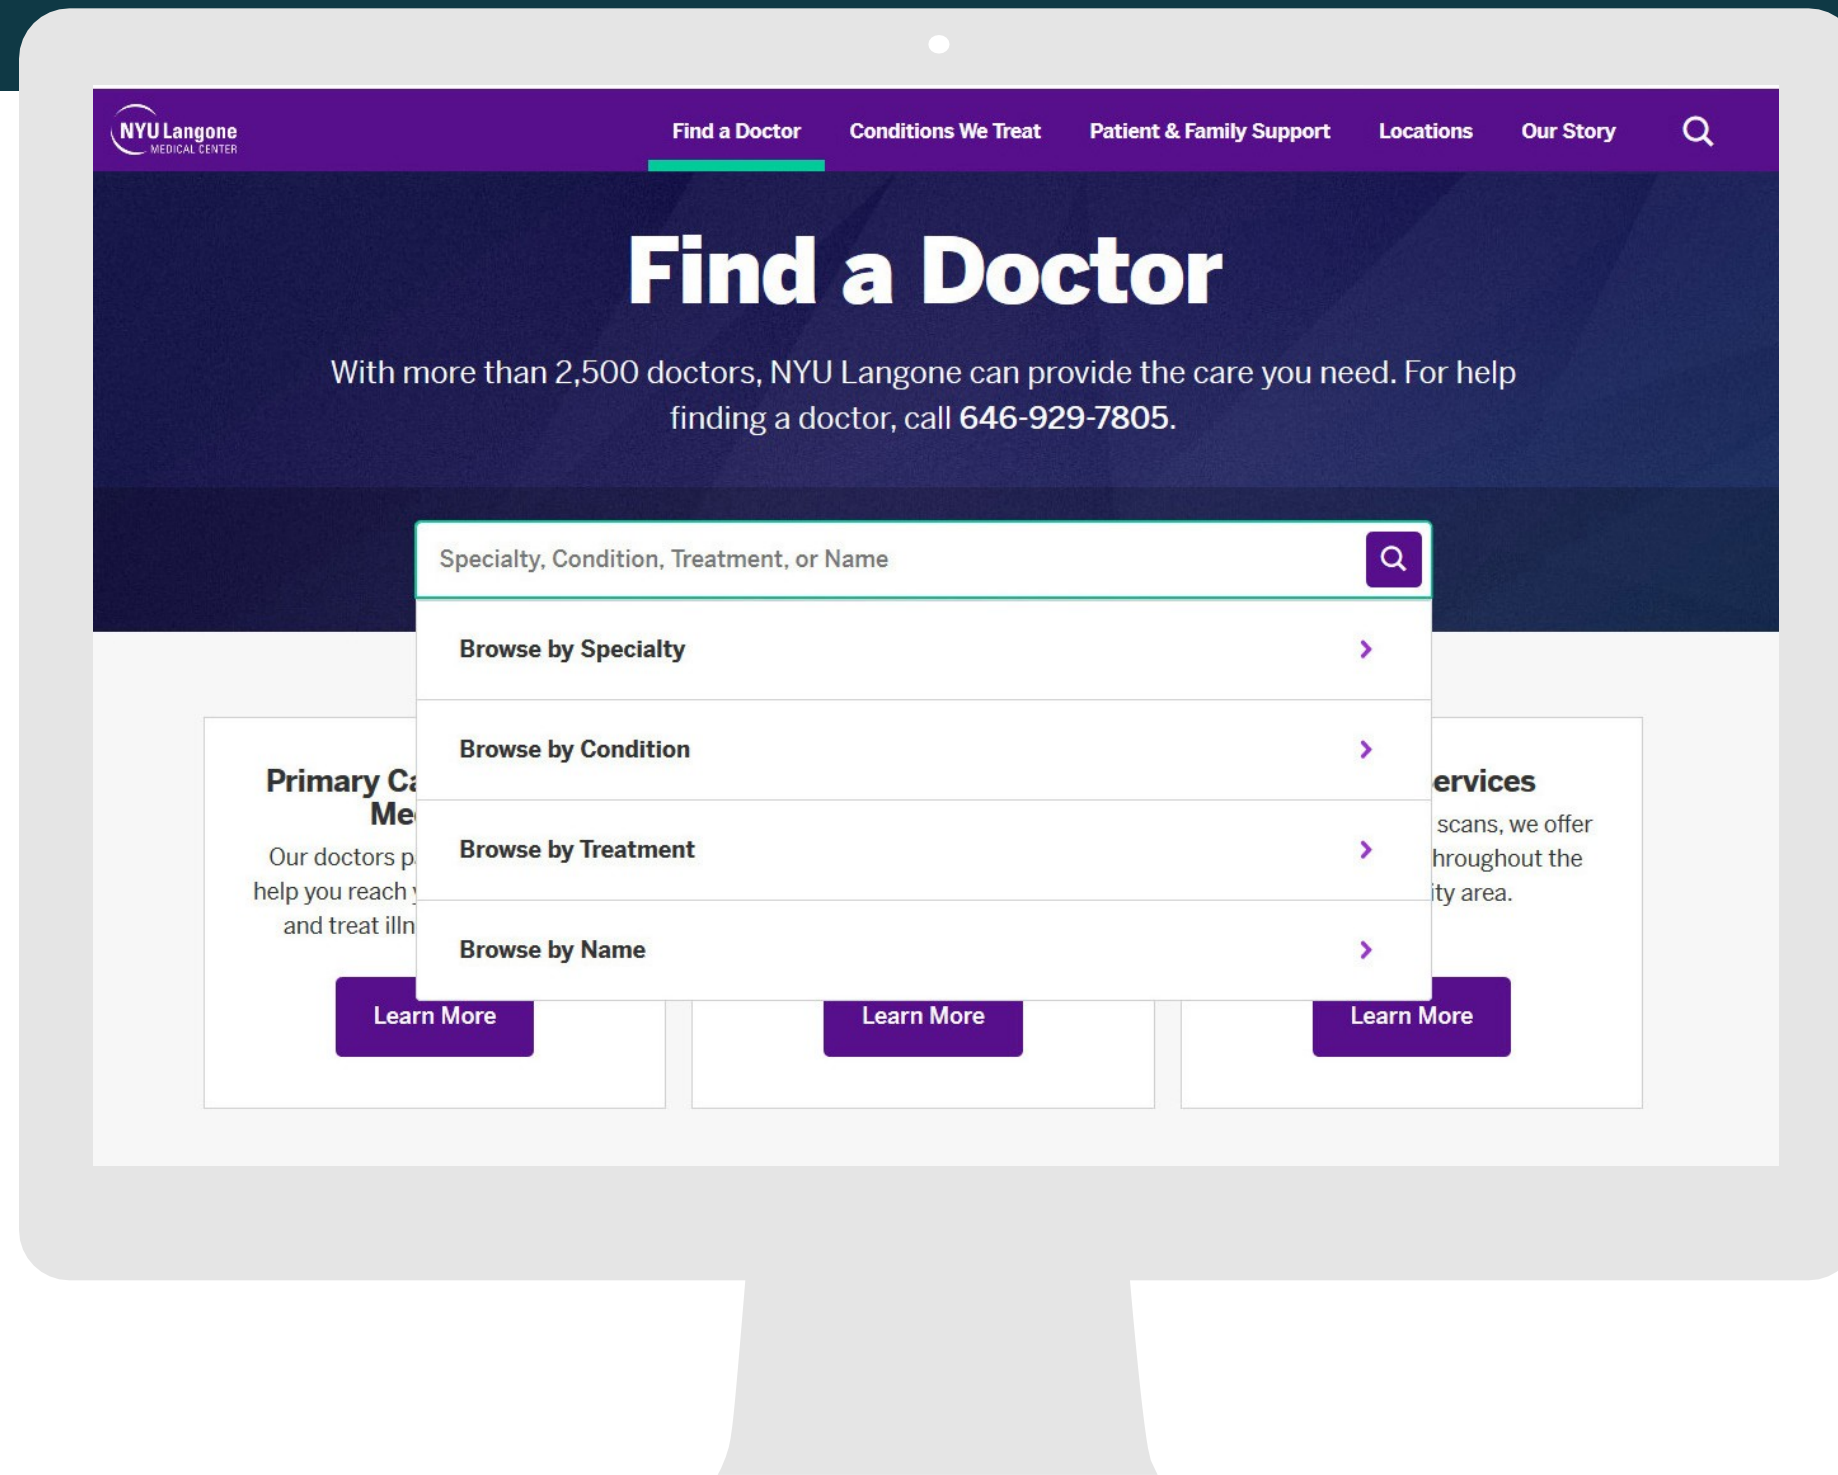 NYU Langone
MEDICAL CENTER
Find a Doctor
Conditions We Treat
Patient & Family Support
Locations
Our Story
Find a Doctor
With more than 2,500 doctors, NYU Langone can provide the care you need. For help
finding a doctor, call 646-929-7805.
Specialty, Condition, Treatment, or Name
Browse by Specialty
Browse by Condition
Browse by Treatment
Browse by Name
Primary
Our doctors
help you reach
and treat
Learn More
Learn More
scans, we offer
the
area.
Learn More